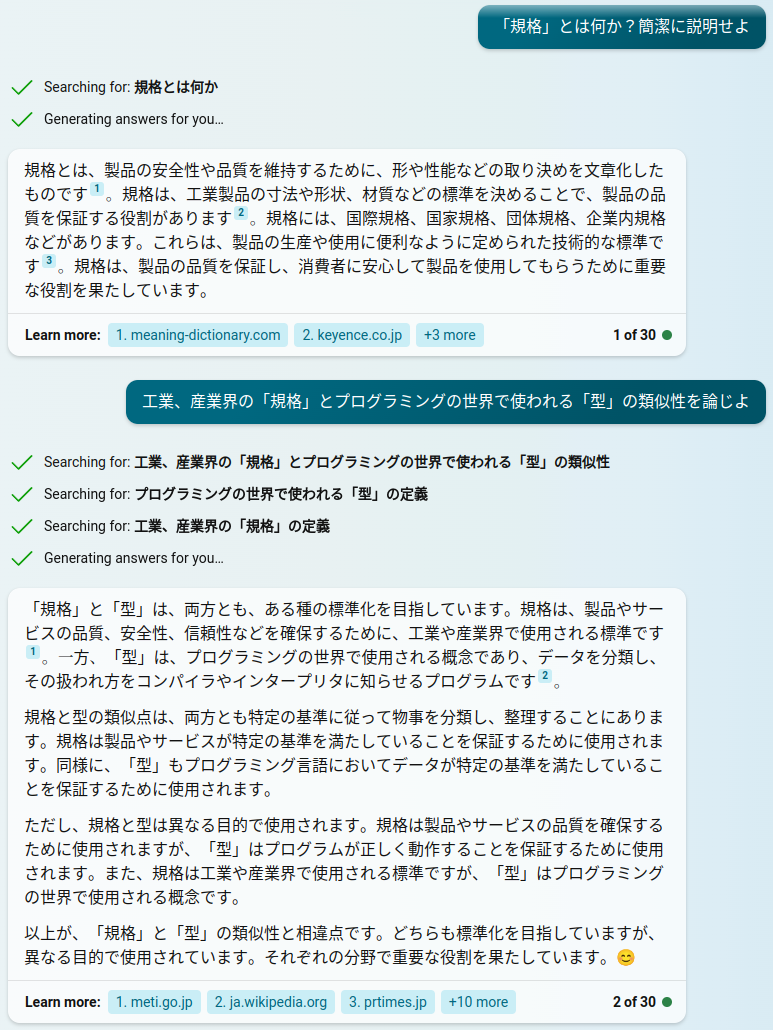 「規格」とは何か？簡潔に説明せよ
Searching for: 規格とは何か
Generating answers for you…
規格とは、製品の安全性や品質を維持するために、形や性能などの取り決めを文章化した
ものです 1 。規格は、工業製品の寸法や形状、材質などの標準を決めることで、製品の品
質を保証する役割があります 2 。規格には、国際規格、国家規格、団体規格、企業内規格
などがあります。これらは、製品の生産や使用に便利なように定められた技術的な標準で
す 3 。規格は、製品の品質を保証し、消費者に安心して製品を使用してもらうために重要
な役割を果たしています。
Learn more: 1. meaning-dictionary.com 2. keyence.co.jp +3 more 1 of 30
工業、産業界の「規格」とプログラミングの世界で使われる「型」の類似性を論じよ
Searching for: 工業、産業界の「規格」とプログラミングの世界で使われる「型」の類似性
Searching for: プログラミングの世界で使われる「型」の定義
Searching for: 工業、産業界の「規格」の定義
Generating answers for you…
「規格」と「型」は、両方とも、ある種の標準化を目指しています。規格は、製品やサー
ビスの品質、安全性、信頼性などを確保するために、工業や産業界で使用される標準です
1 。一方、「型」は、プログラミングの世界で使用される概念であり、データを分類し、
その扱われ方をコンパイラやインタープリタに知らせるプログラムです 2 。
規格と型の類似点は、両方とも特定の基準に従って物事を分類し、整理することにありま
す。規格は製品やサービスが特定の基準を満たしていることを保証するために使用されま
す。同様に、「型」もプログラミング言語においてデータが特定の基準を満たしているこ
とを保証するために使用されます。
ただし、規格と型は異なる目的で使用されます。規格は製品やサービスの品質を確保する
ために使用されますが、「型」はプログラムが正しく動作することを保証するために使用
されます。また、規格は工業や産業界で使用される標準ですが、「型」はプログラミング
の世界で使用される概念です。
以上が、「規格」と「型」の類似性と相違点です。どちらも標準化を目指していますが、
異なる目的で使用されています。それぞれの分野で重要な役割を果たしています。😊
Learn more: 1. meti.go.jp 2. ja.wikipedia.org 3. prtimes.jp +10 more 2 of 30